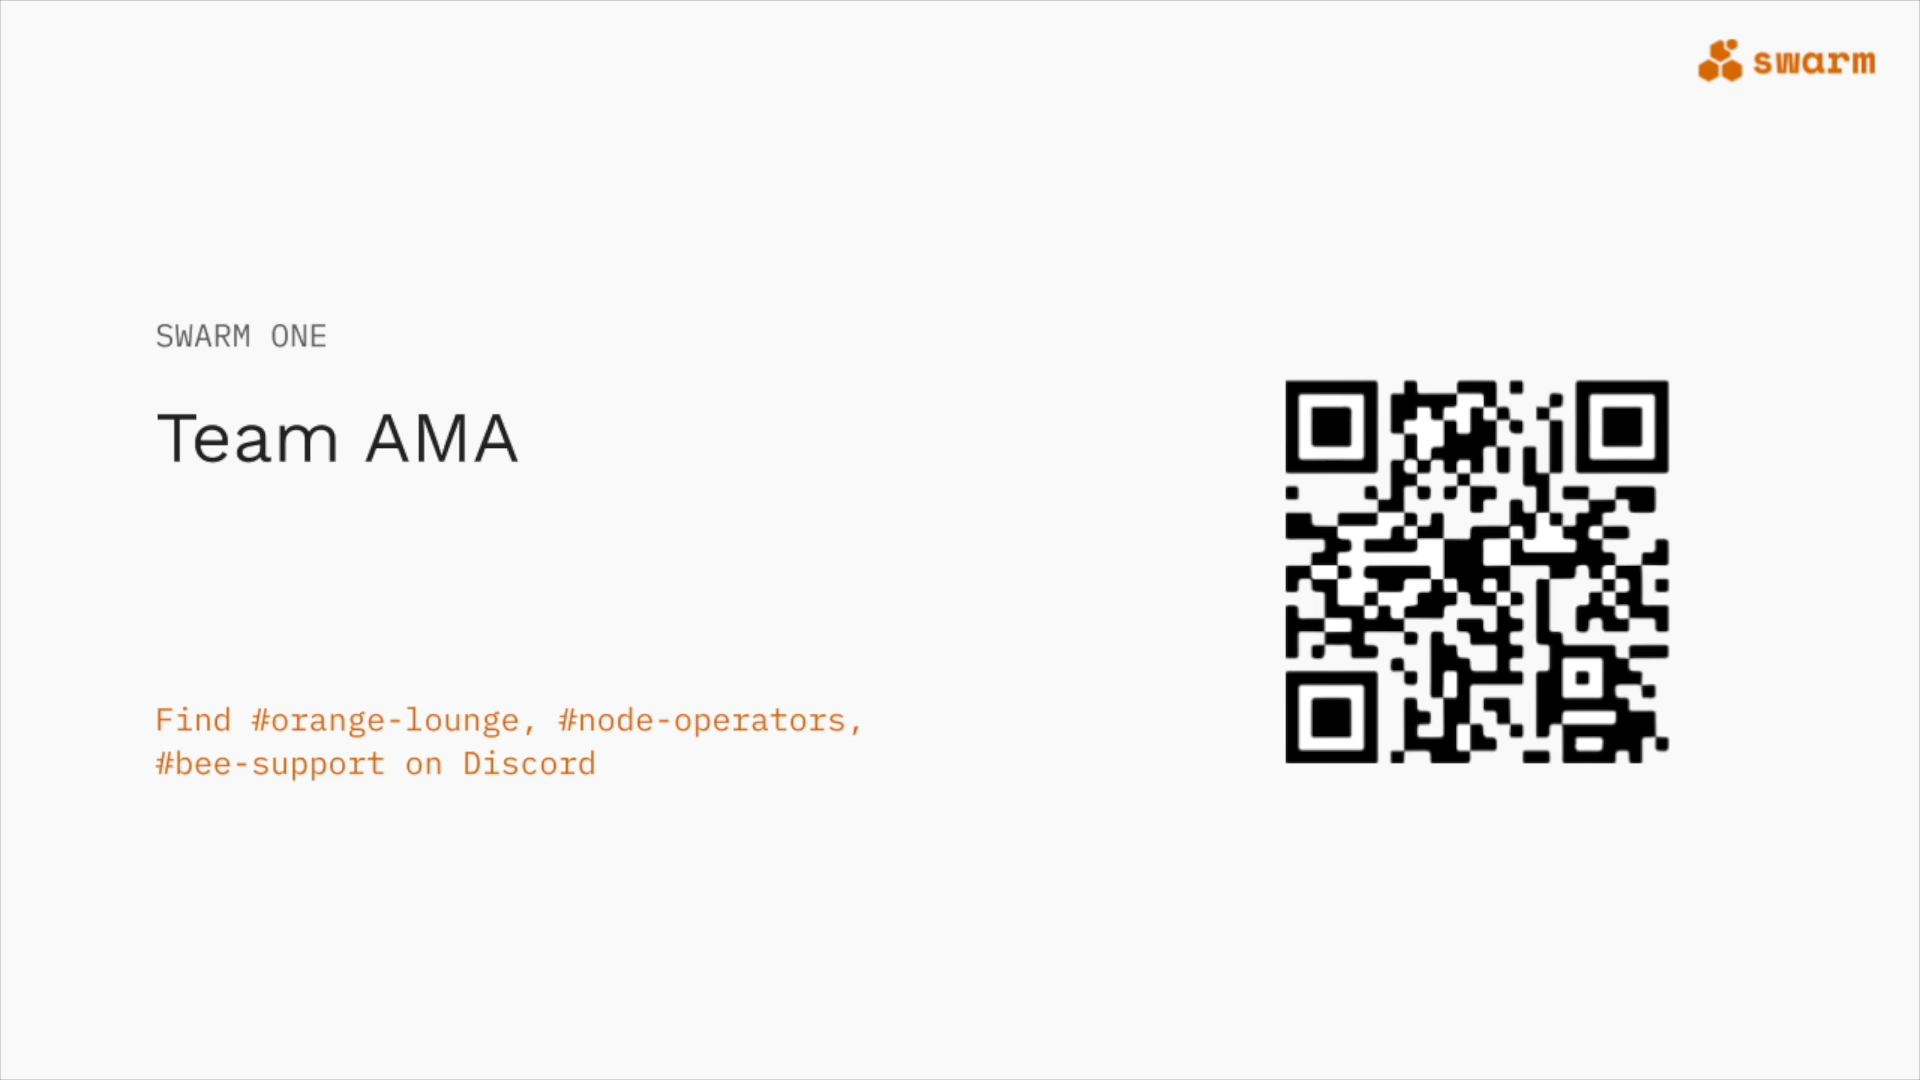 swarm
SWARM ONE
Team AMA
Find #orange-lounge, #node-operators,
#bee-support on Discord